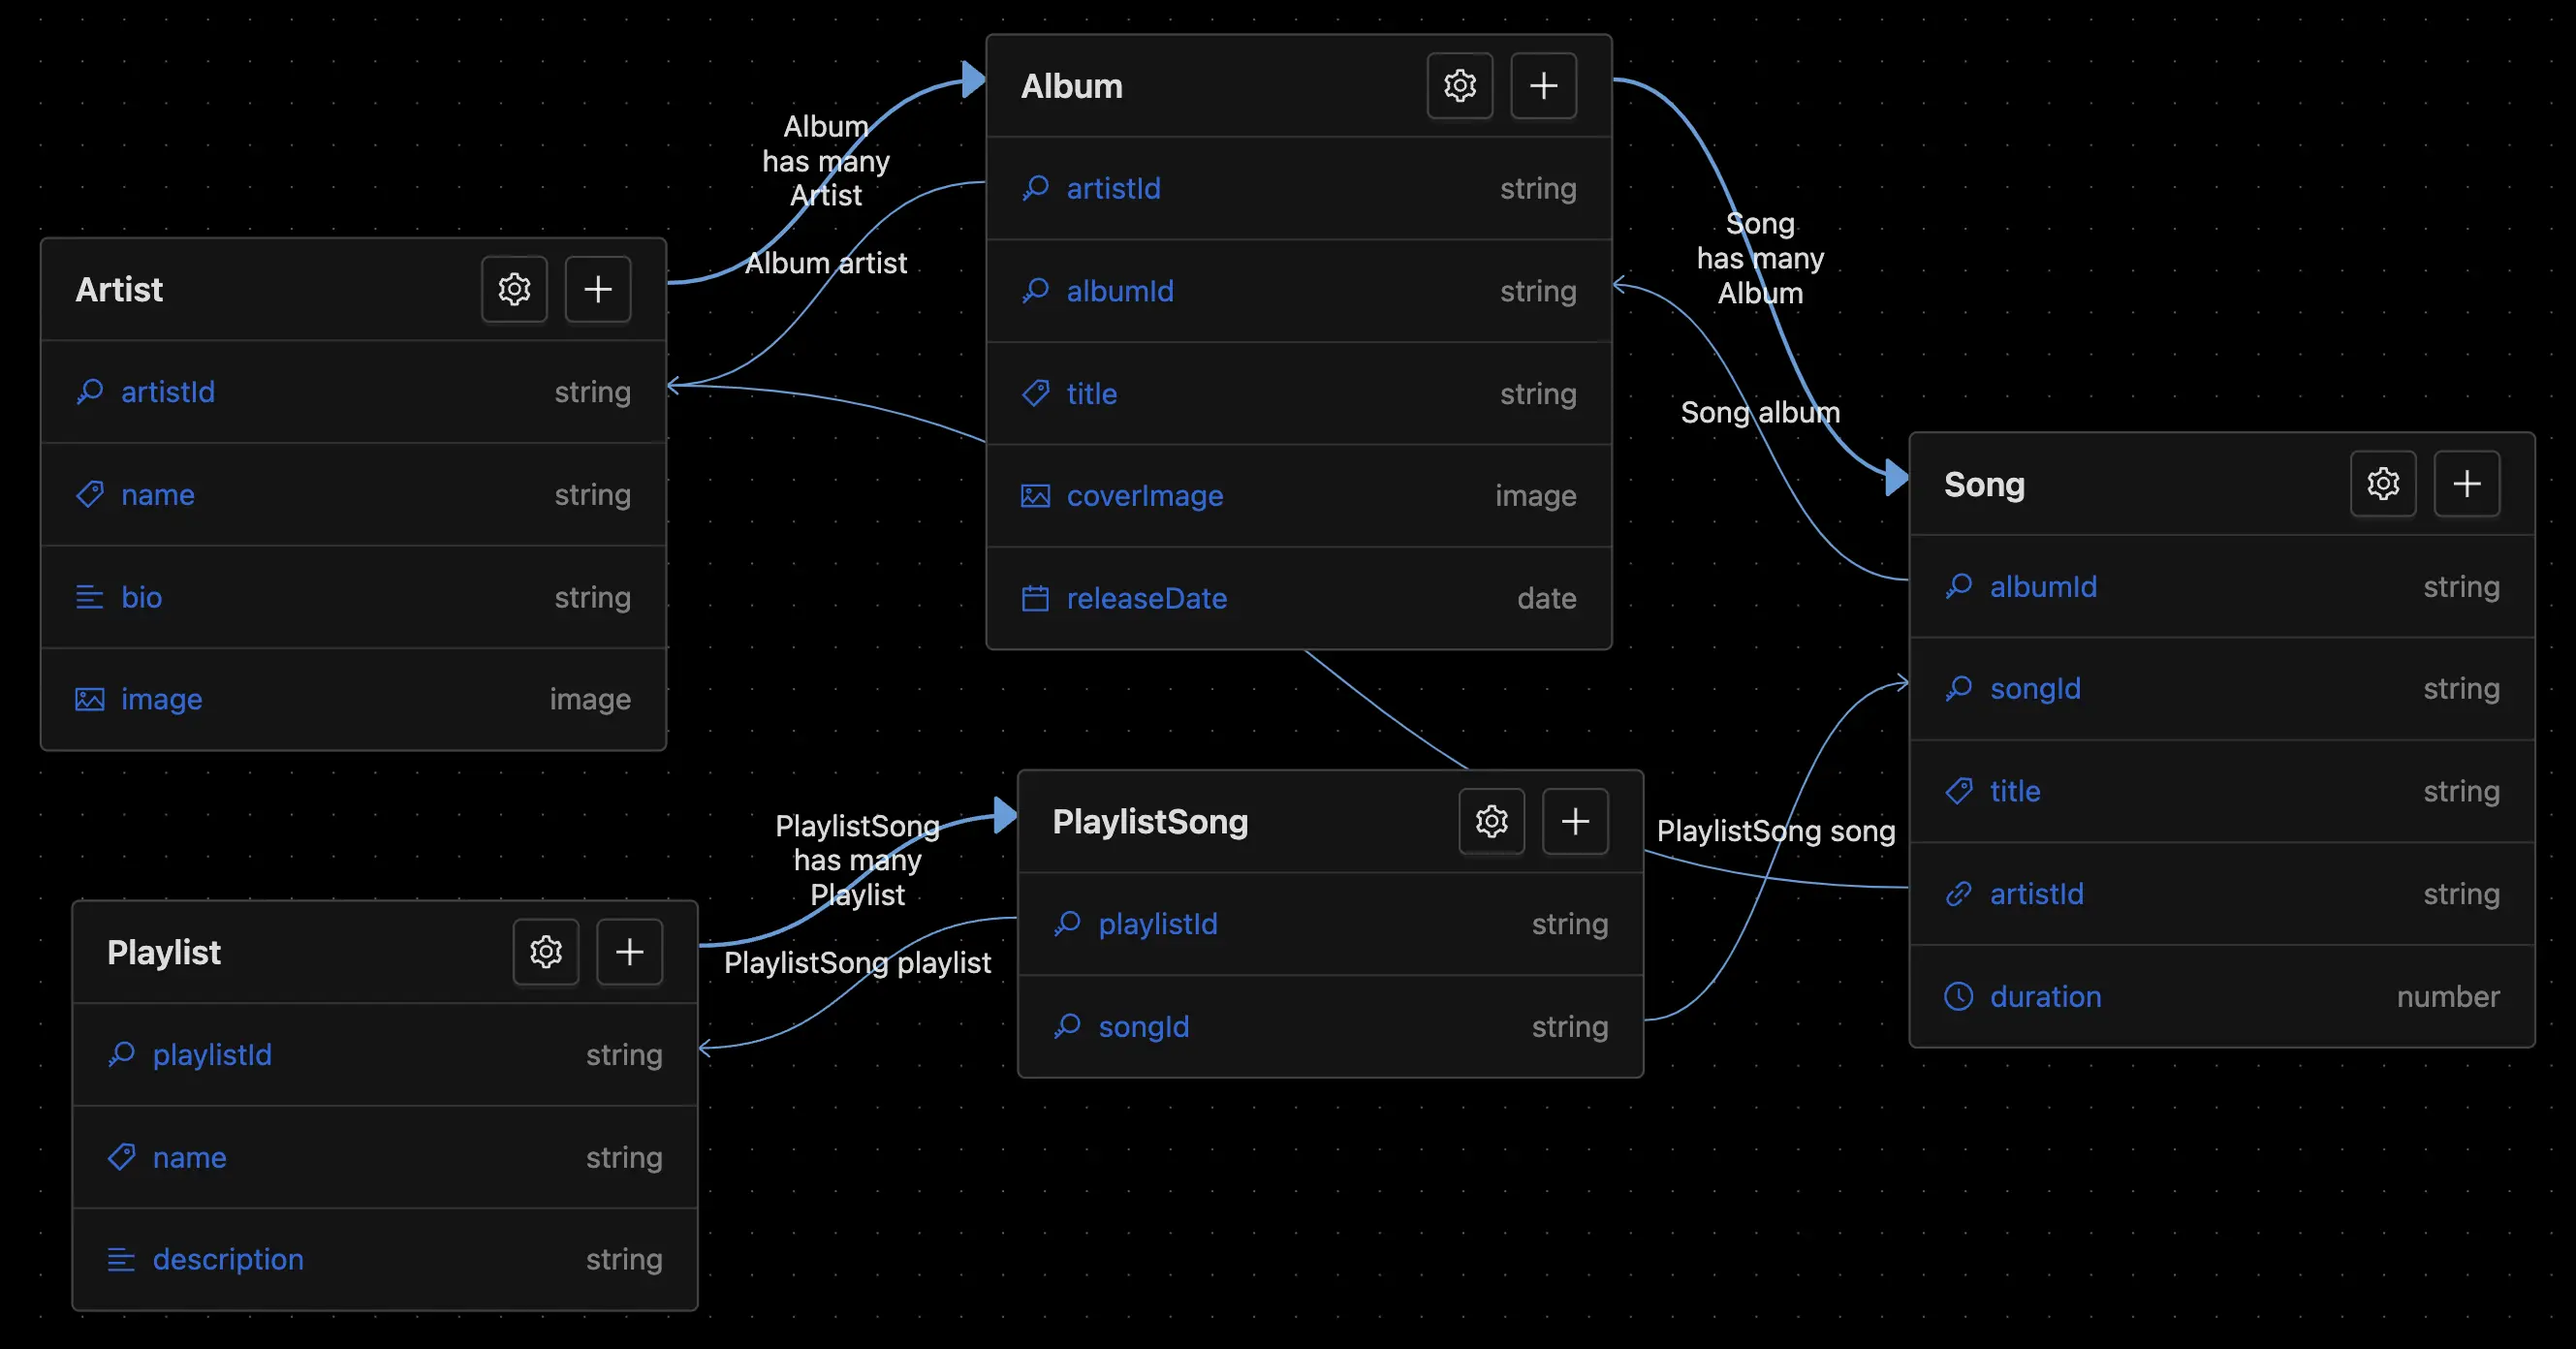 Artist
artistId string
name string
bio string
image image
Album
has many
Artist
Album artist
Album
artistId string
albumId string
title string
coverImage image
releaseDate date
Song
has many
Album
Song album
Song
albumId string
songId string
title string
artistId string
duration number
Playlist
playlistId string
name string
description string
PlaylistSong
has many
Playlist
PlaylistSong playlist
PlaylistSong
playlistId string
songId string
PlaylistSong song